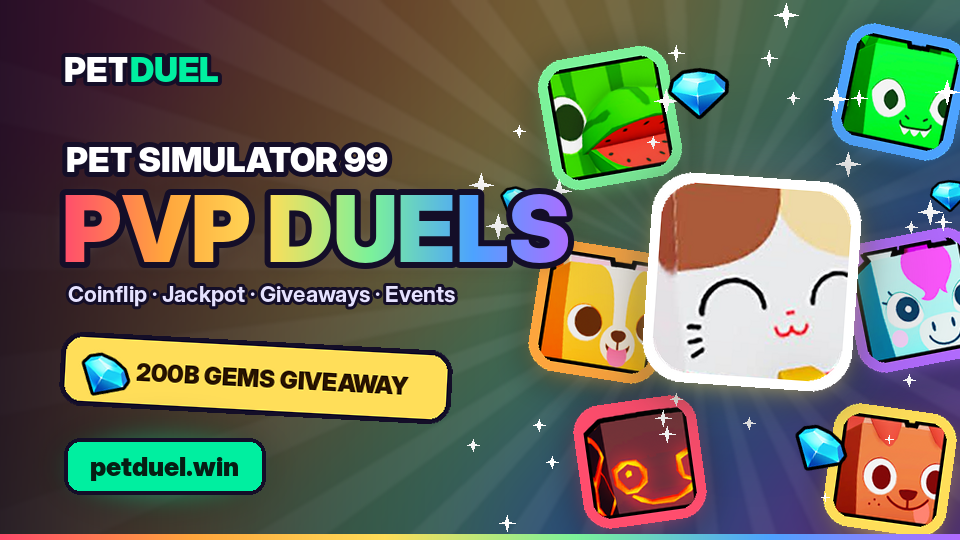 PETDUEL
PET SIMULATOR 99
PVP DUELS
Coinflip · Jackpot · Giveaways · Events
200B GEMS GIVEAWAY
petduel.win